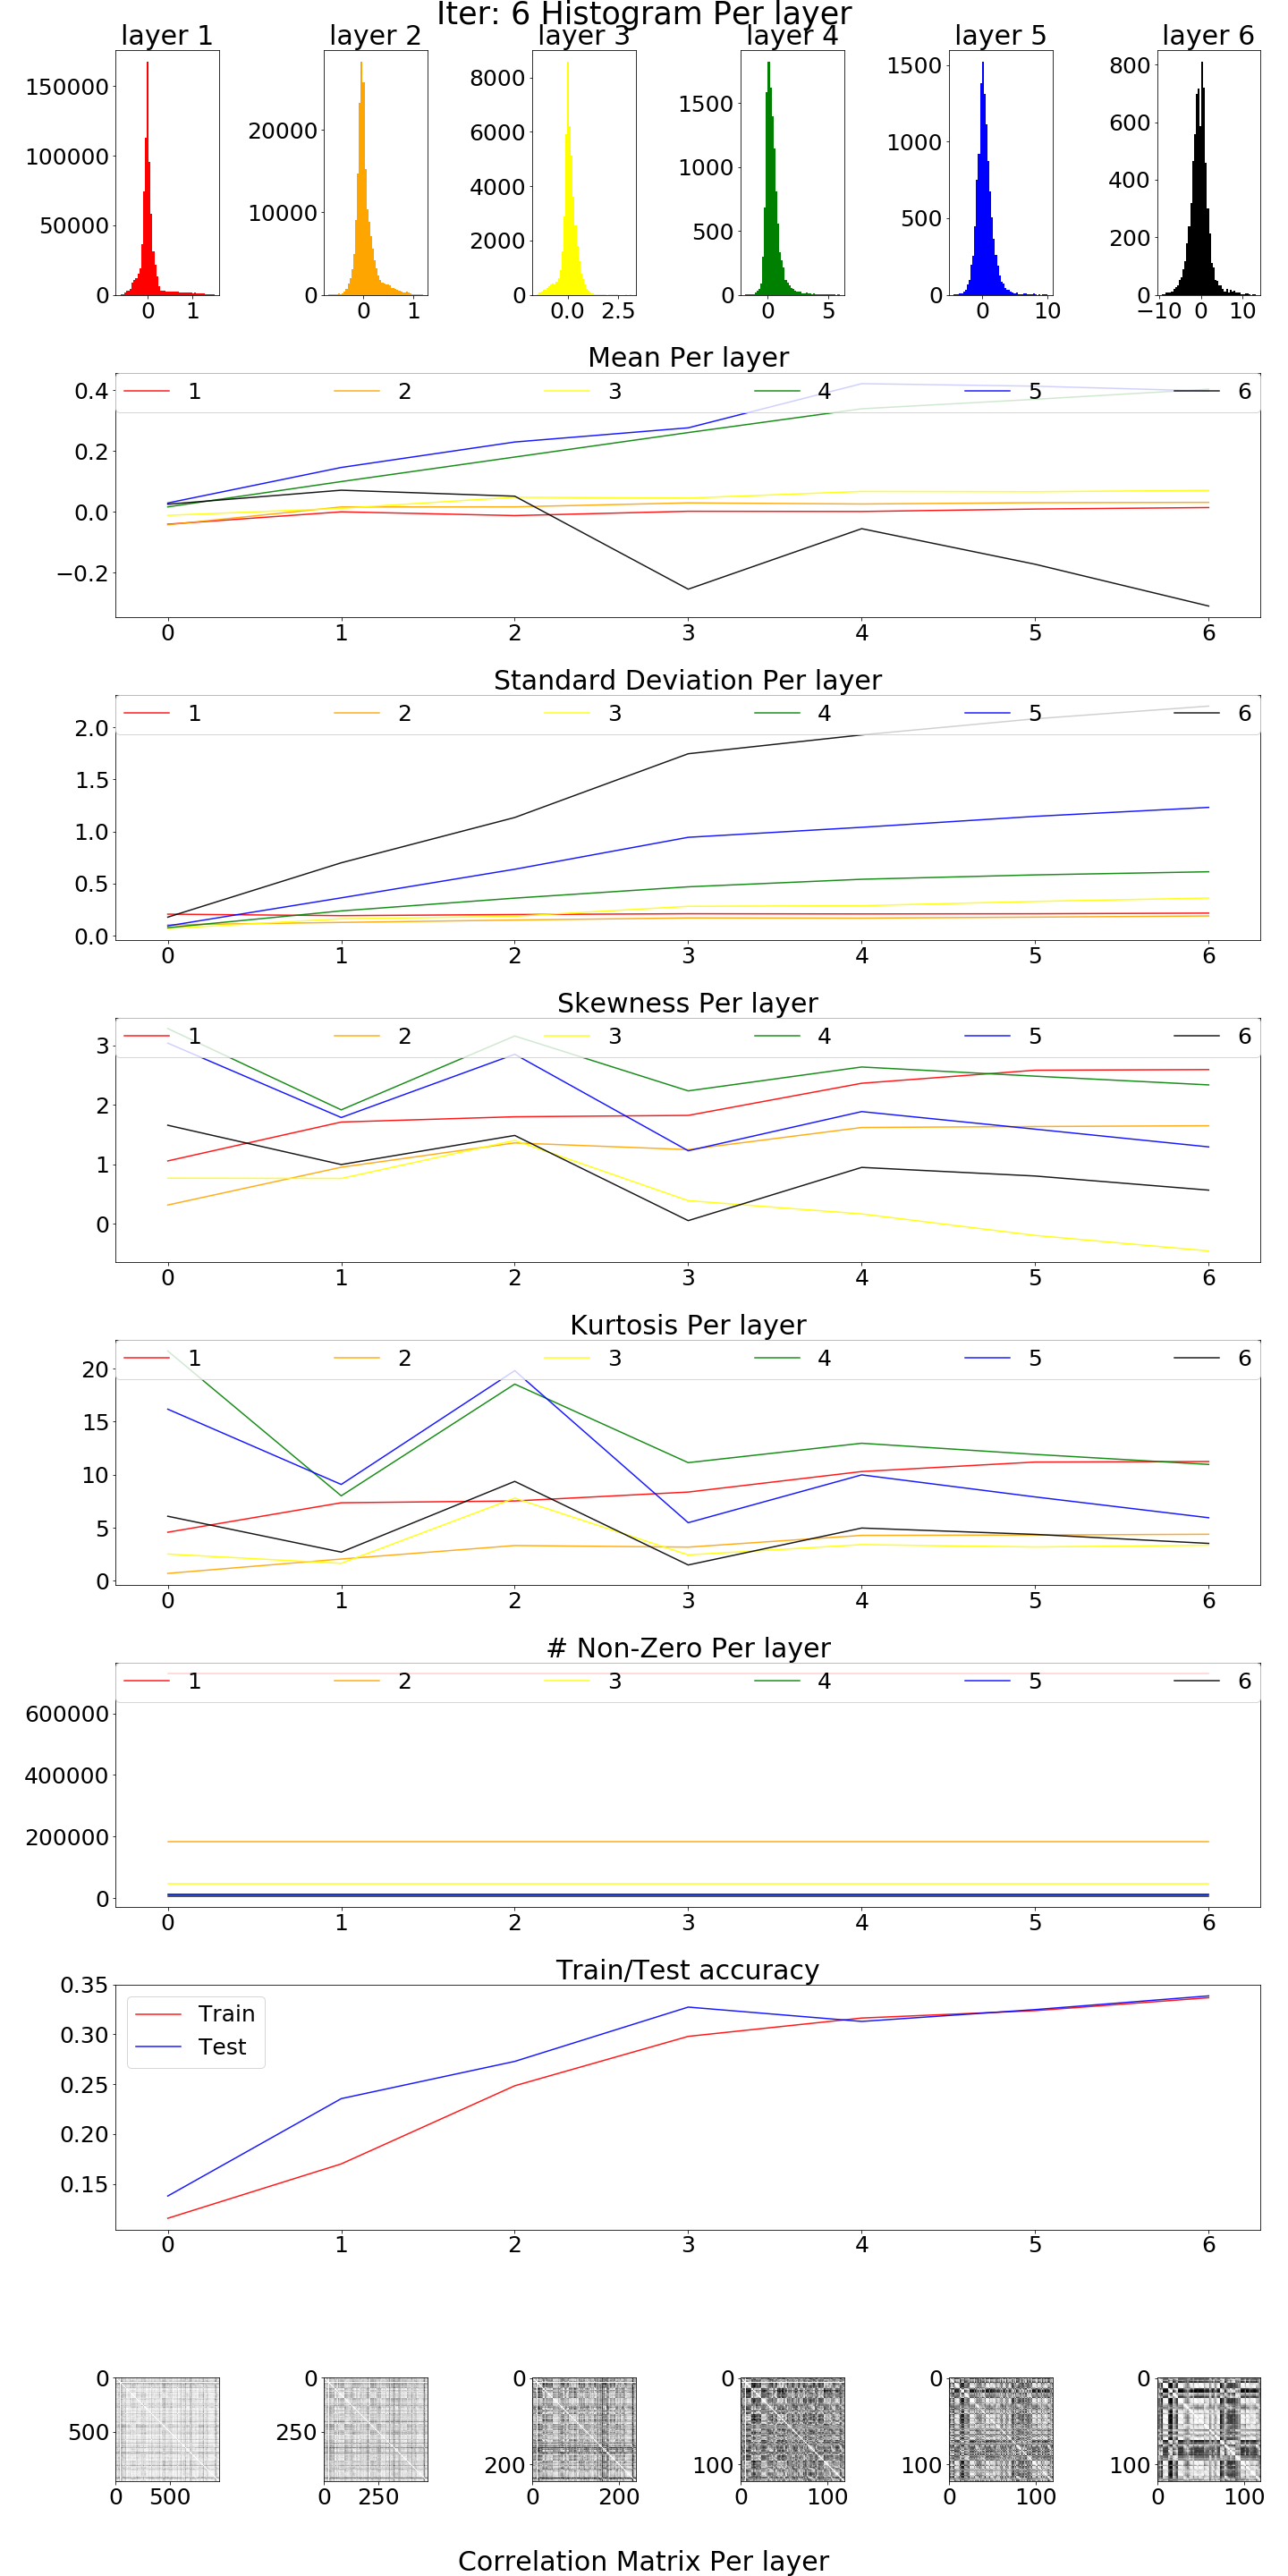 Iter: 6 Histogram Per layer
layer 1 layer 2 layer 3 layer 4 layer 5 layer 6
150000 100000 50000 0
0 1
20000 10000 0
0 1
8000 6000 4000 2000 0
0.0 2.5
1500 1000 500 0
0 5
1500 1000 500 0
0 10
800 600 400 200 0
−10 0 10
Mean Per layer
1 2 3 4 5 6
0.4
0.2
0.0
−0.2
0 1 2 3 4 5 6
Standard Deviation Per layer
1 2 3 4 5 6
2.0
1.5
1.0
0.5
0.0
0 1 2 3 4 5 6
Skewness Per layer
1 2 3 4 5 6
3
2
1
0
0 1 2 3 4 5 6
Kurtosis Per layer
1 2 3 4 5 6
20
15
10
5
0
0 1 2 3 4 5 6
# Non-Zero Per layer
1 2 3 4 5 6
600000
400000
200000
0
0 1 2 3 4 5 6
Train/Test accuracy
Train
Test
0.35
0.30
0.25
0.20
0.15
0 1 2 3 4 5 6
0 500
0 500
0 250
0 250
0 200
0 200
0 100
0 100
0 100
0 100
0 100
0 100
Correlation Matrix Per layer